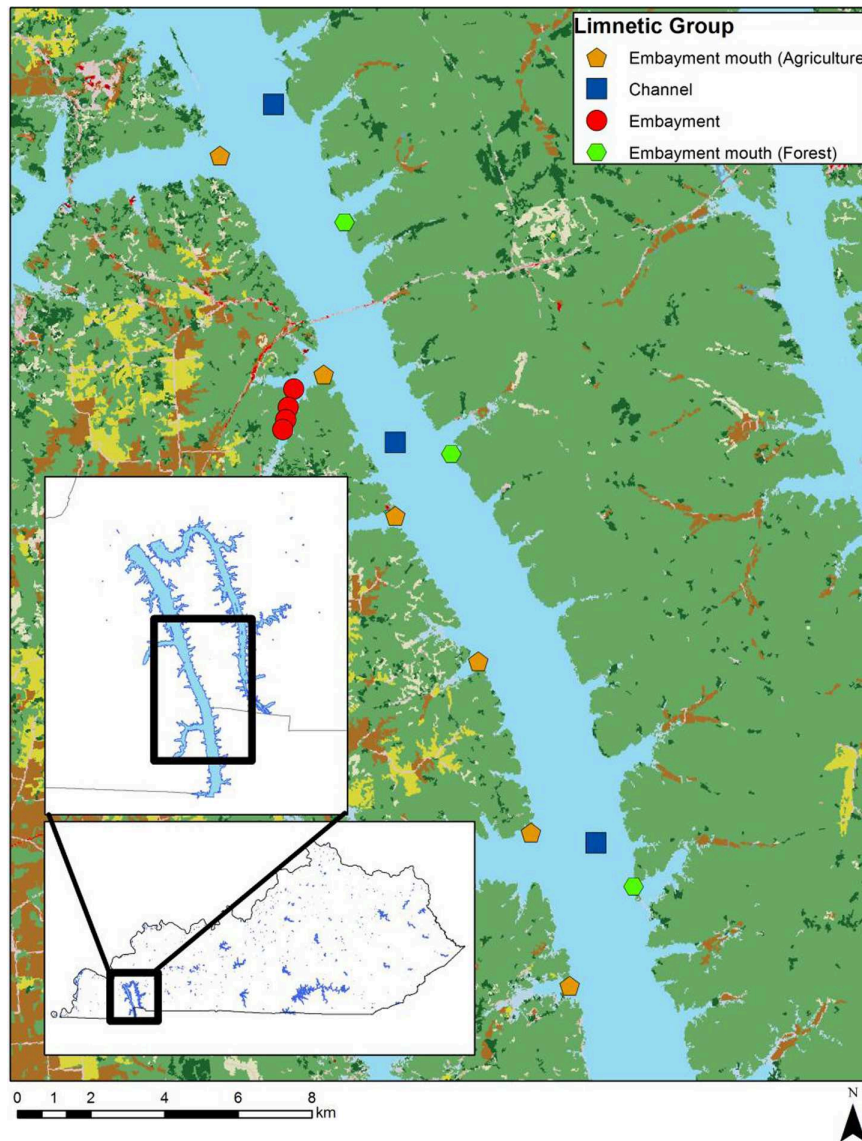 Limnetic Group
Embayment mouth (Agriculture
Channel
Embayment
Embayment mouth (Forest)
0 1 2 4 6 8
km
N